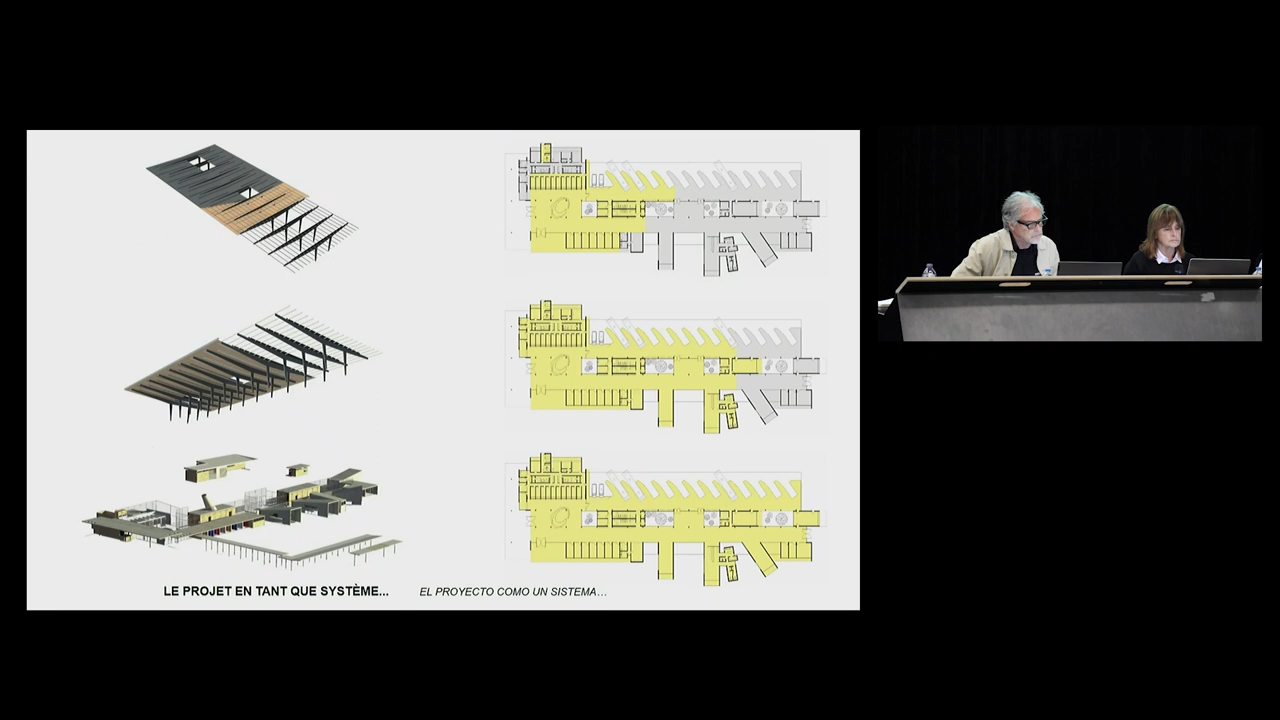 LE PROJET EN TANT QUE SYSTÈME...
EL PROYECTO COMO UN SISTEMA...